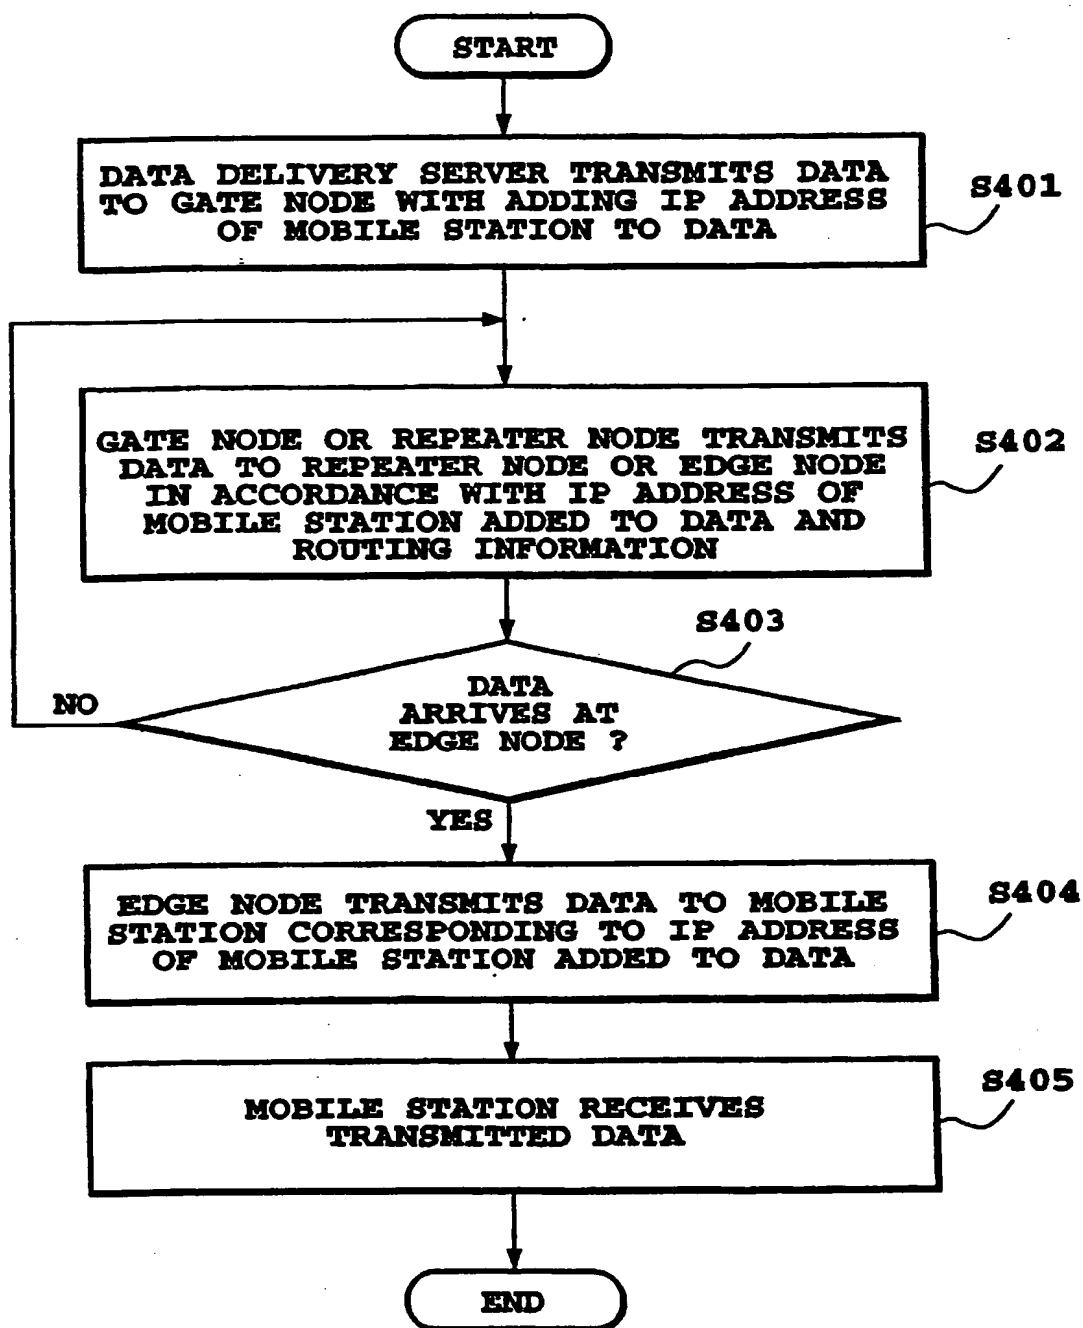 START
DATA DELIVERY SERVER TRANSMITS DATA
TO GATE NODE WITH ADDING IP ADDRESS
OF MOBILE STATION TO DATA
S401
GATE NODE OR REPEATER NODE TRANSMITS
DATA TO REPEATER NODE OR EDGE NODE
IN ACCORDANCE WITH IP ADDRESS OF
MOBILE STATION ADDED TO DATA AND
ROUTING INFORMATION
S402
S403
DATA
ARRIVES AT
EDGE NODE ?
NO
YES
EDGE NODE TRANSMITS DATA TO MOBILE
STATION CORRESPONDING TO IP ADDRESS
OF MOBILE STATION ADDED TO DATA
S404
MOBILE STATION RECEIVES
TRANSMITTED DATA
S405
END